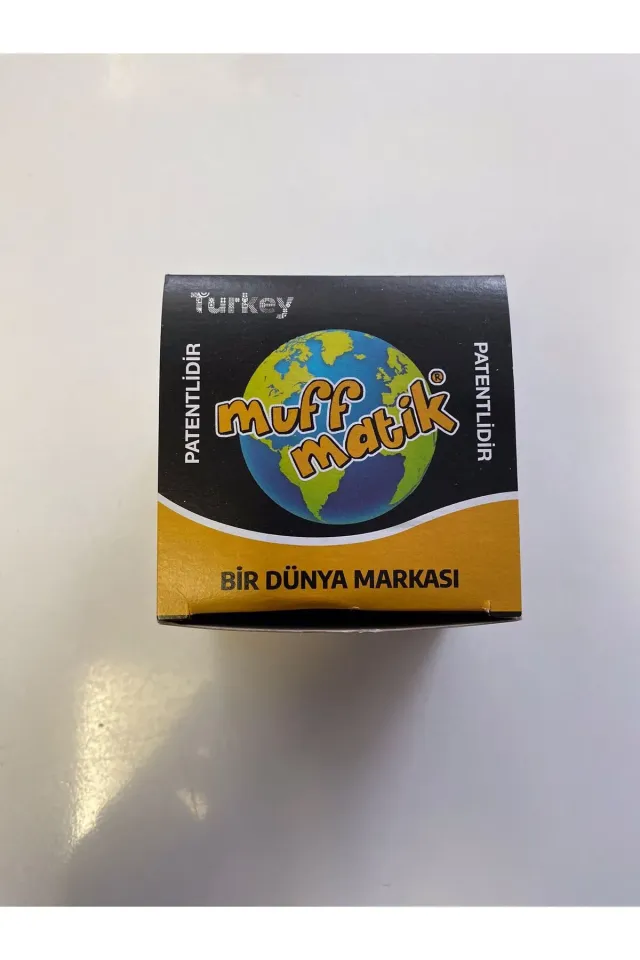 Turkey
PATENTLİDİR
muff
matik®
PATENTLİDİR
BİR DÜNYA MARKASI